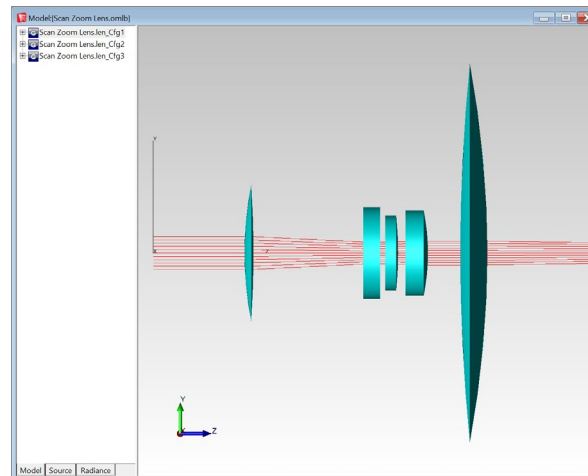 Model:[Scan Zoom Lens.omlb]
Scan Zoom Lens.len_Cfg1
Scan Zoom Lens.len_Cfg2
Scan Zoom Lens.len_Cfg3
Y
X
Z
Y
X
Z
Model Source Radiance